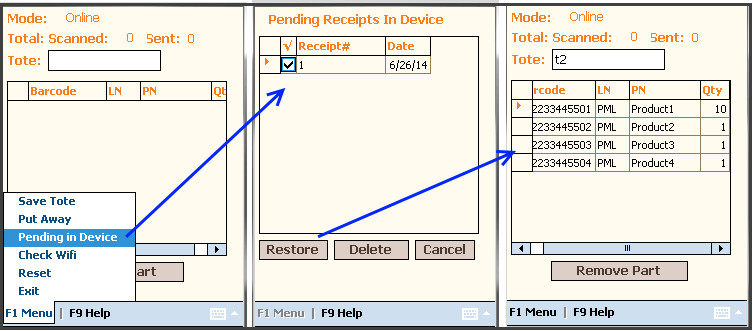 Mode: Online
Total: Scanned: 0 Sent: 0
Tote:
Barcode LN PN Qt
Save Tote
Put Away
Pending in Device
Check Wifi
Reset
Exit
art
F1 Menu | F9 Help
Pending Receipts In Device
√ Receipt# Date
1 6/26/14
Restore Delete Cancel
F1 Menu | F9 Help
Mode: Online
Total: Scanned: 0 Sent: 0
Tote: t2
rcode LN PN Qty
2233445501 PML Product1 10
2233445502 PML Product2 1
2233445503 PML Product3 1
2233445504 PML Product4 1
Remove Part
F1 Menu | F9 Help